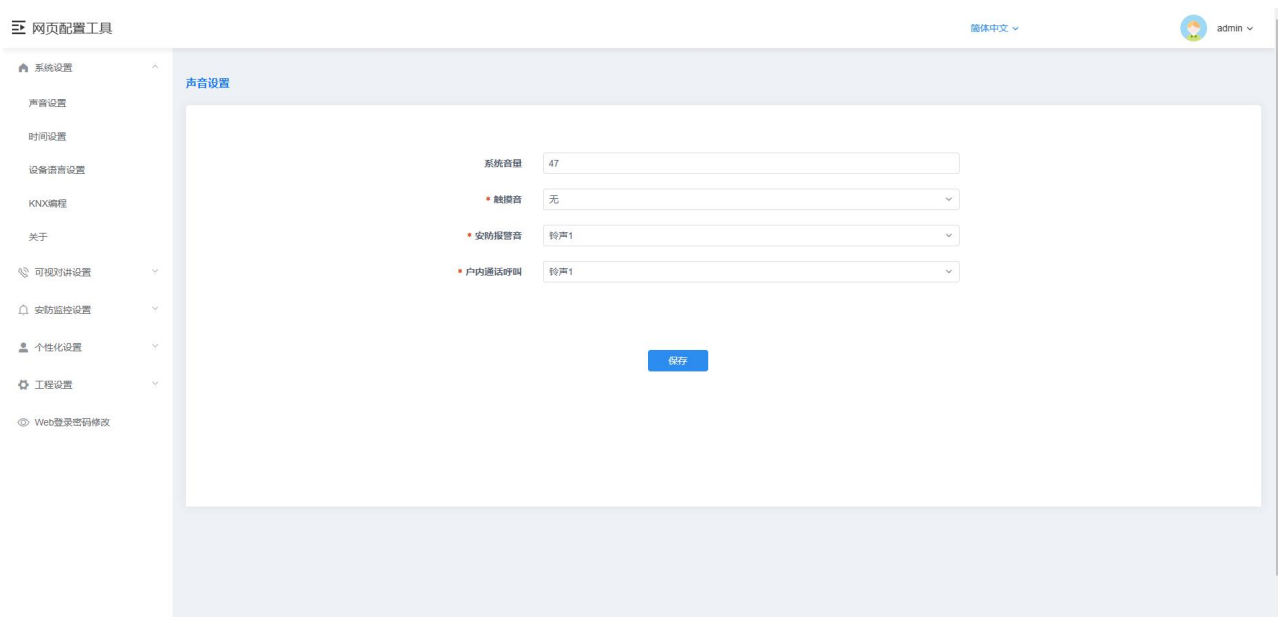 网页配置工具
简体中文
admin
系统设置
声音设置
时间设置
设备语言设置
KNX编程
关于
可视对讲设置
安防监控设置
个性化设置
工程设置
Web登录密码修改
声音设置
系统音量 47
* 触摸音 无
* 安防报警音 铃声1
* 户内通话呼叫 铃声1
保存